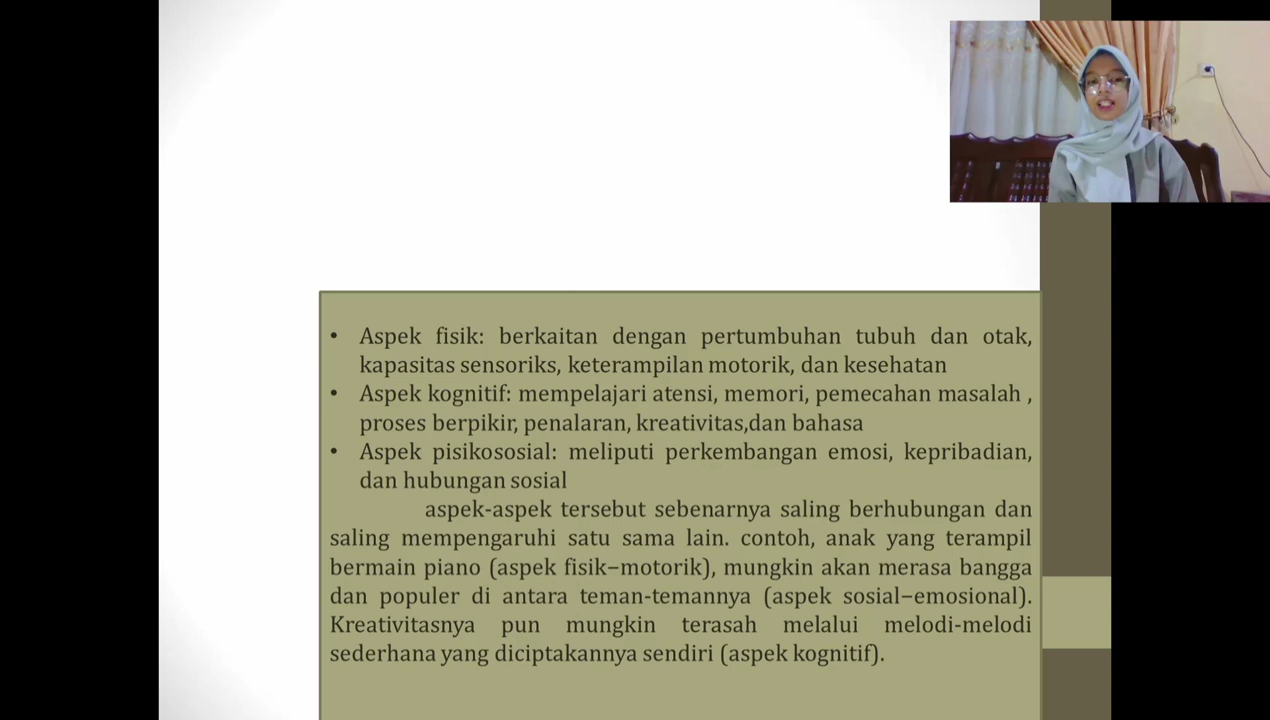 • Aspek fisik: berkaitan dengan pertumbuhan tubuh dan otak,
kapasitas sensoriks, keterampilan motorik, dan kesehatan
• Aspek kognitif: mempelajari atensi, memori, pemecahan masalah ,
proses berpikir, penalaran, kreativitas,dan bahasa
• Aspek pisikososial: meliputi perkembangan emosi, kepribadian,
dan hubungan sosial
aspek-aspek tersebut sebenarnya saling berhubungan dan
saling mempengaruhi satu sama lain. contoh, anak yang terampil
bermain piano (aspek fisik−motorik), mungkin akan merasa bangga
dan populer di antara teman-temannya (aspek sosial−emosional).
Kreativitasnya pun mungkin terasah melalui melodi-melodi
sederhana yang diciptakannya sendiri (aspek kognitif).